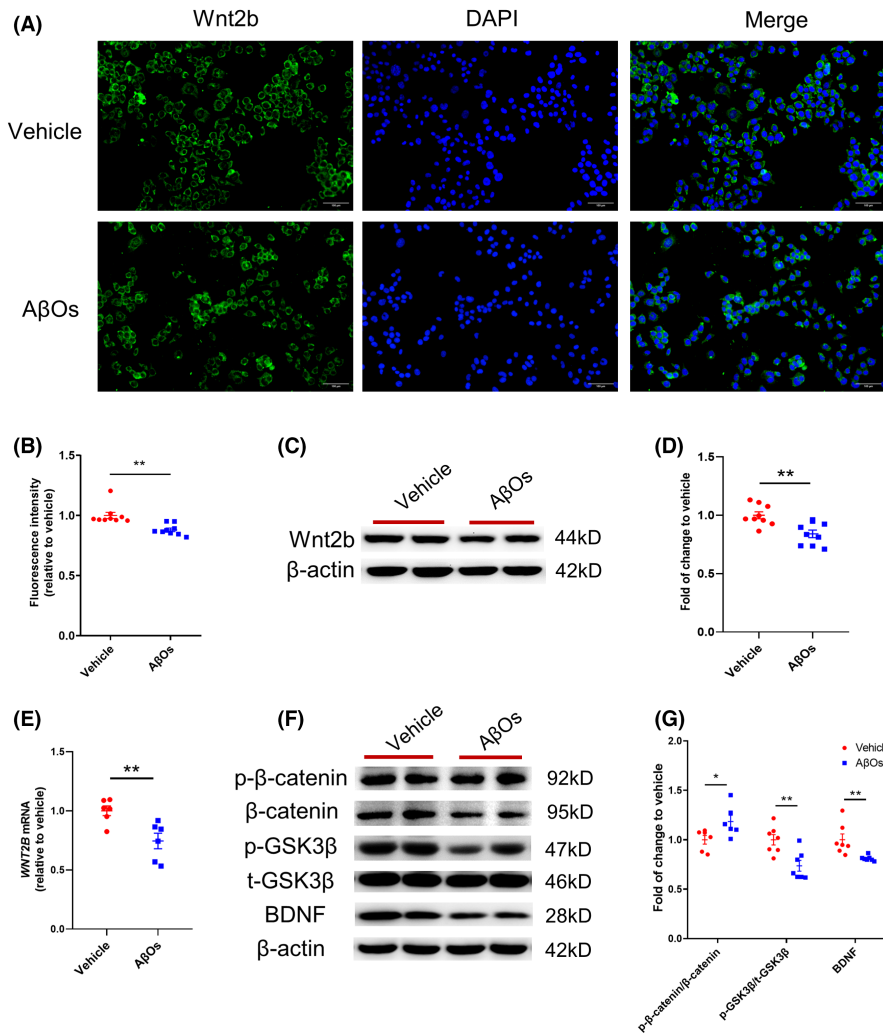 (A)
Wnt2b DAPI Merge
Vehicle
AβOs
(B)
Fluorescence intensity
(relative to vehicle)
1.5
1.0
0.5
0.0
**
Vehicle
AβOs
(C)
Vehicle AβOs
Wnt2b 44kD
β-actin 42kD
(D)
Fold of change to vehicle
1.5
1.0
0.5
0.0
**
Vehicle
AβOs
(E)
WNT2B mRNA
(relative to vehicle)
1.5
1.0
0.5
0.0
**
Vehicle
AβOs
(F)
Vehicle AβOs
p-β-catenin 92kD
β-catenin 95kD
p-GSK3β 47kD
t-GSK3β 46kD
BDNF 28kD
β-actin 42kD
(G)
Fold of change to vehicle
2.0
1.5
1.0
0.5
0.0
Vehicl
AβOs
*
**
**
p-β-catenin/β-catenin
p-GSK3β/t-GSK3β
BDNF